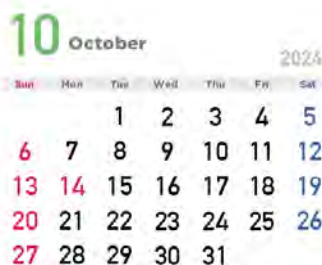 10 October
2024
Sun Mon Tue Wed Thu Fri Sat
1 2 3 4 5
6 7 8 9 10 11 12
13 14 15 16 17 18 19
20 21 22 23 24 25 26
27 28 29 30 31